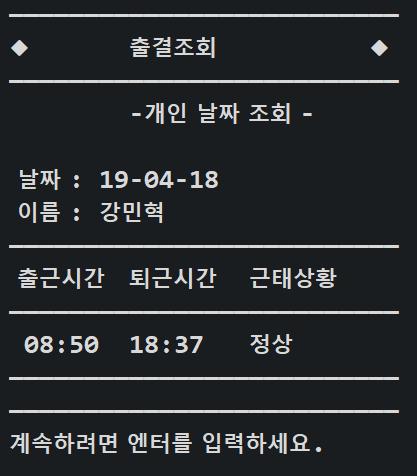 ◆ 출결조회 ◆
-개인 날짜 조회 -
날짜 : 19-04-18
이름 : 강민혁
출근시간 퇴근시간 근태상황
08:50 18:37 정상
계속하려면 엔터를 입력하세요.